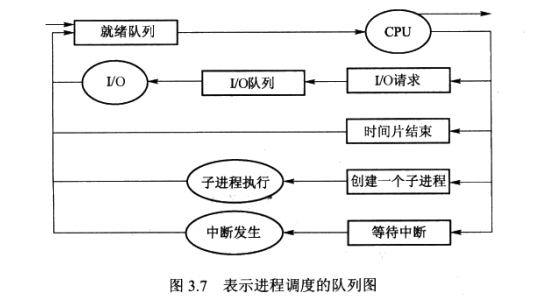 就绪队列
CPU
I/O
I/O队列
I/O请求
时间片结束
子进程执行
创建一个子进程
中断发生
等待中断
图 3.7 表示进程调度的队列图